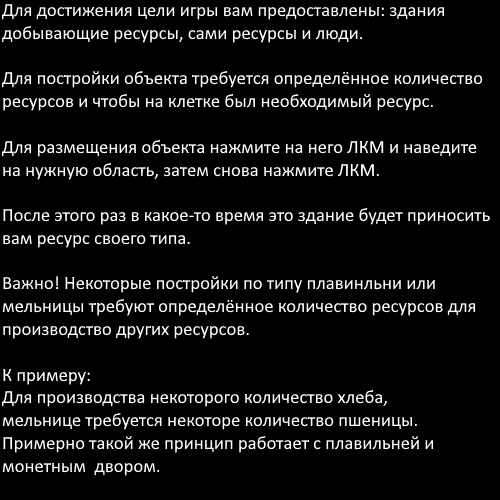 Для достижения цели игры вам предоставлены: здания
добывающие ресурсы, сами ресурсы и люди.
Для постройки объекта требуется определённое количество
ресурсов и чтобы на клетке был необходимый ресурс.
Для размещения объекта нажмите на него ЛКМ и наведите
на нужную область, затем снова нажмите ЛКМ.
После этого раз в какое-то время это здание будет приносить
вам ресурс своего типа.
Важно! Некоторые постройки по типу плавинльни или
мельницы требуют определённое количество ресурсов для
производство других ресурсов.
К примеру:
Для производства некоторого количество хлеба,
мельнице требуется некоторе количество пшеницы.
Примерно такой же принцип работает с плавильней и
монетным  двором.